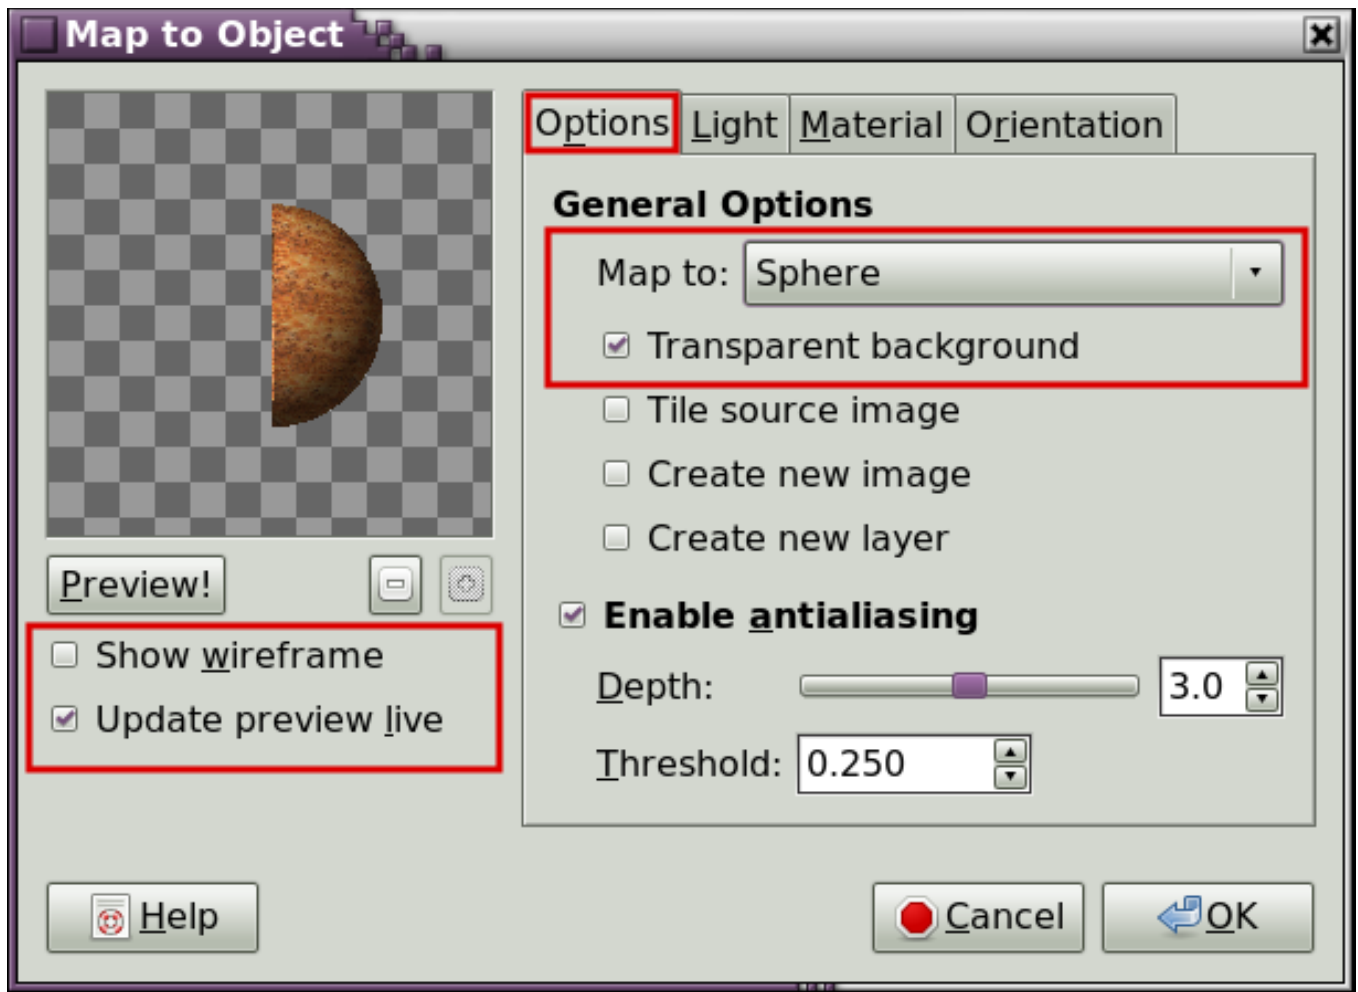 Map to Object
Options Light Material Orientation
General Options
Map to: Sphere
Transparent background
Tile source image
Create new image
Create new layer
Preview!
Show wireframe
Update preview live
Enable antialiasing
Depth: 3.0
Threshold: 0.250
Help
Cancel
OK